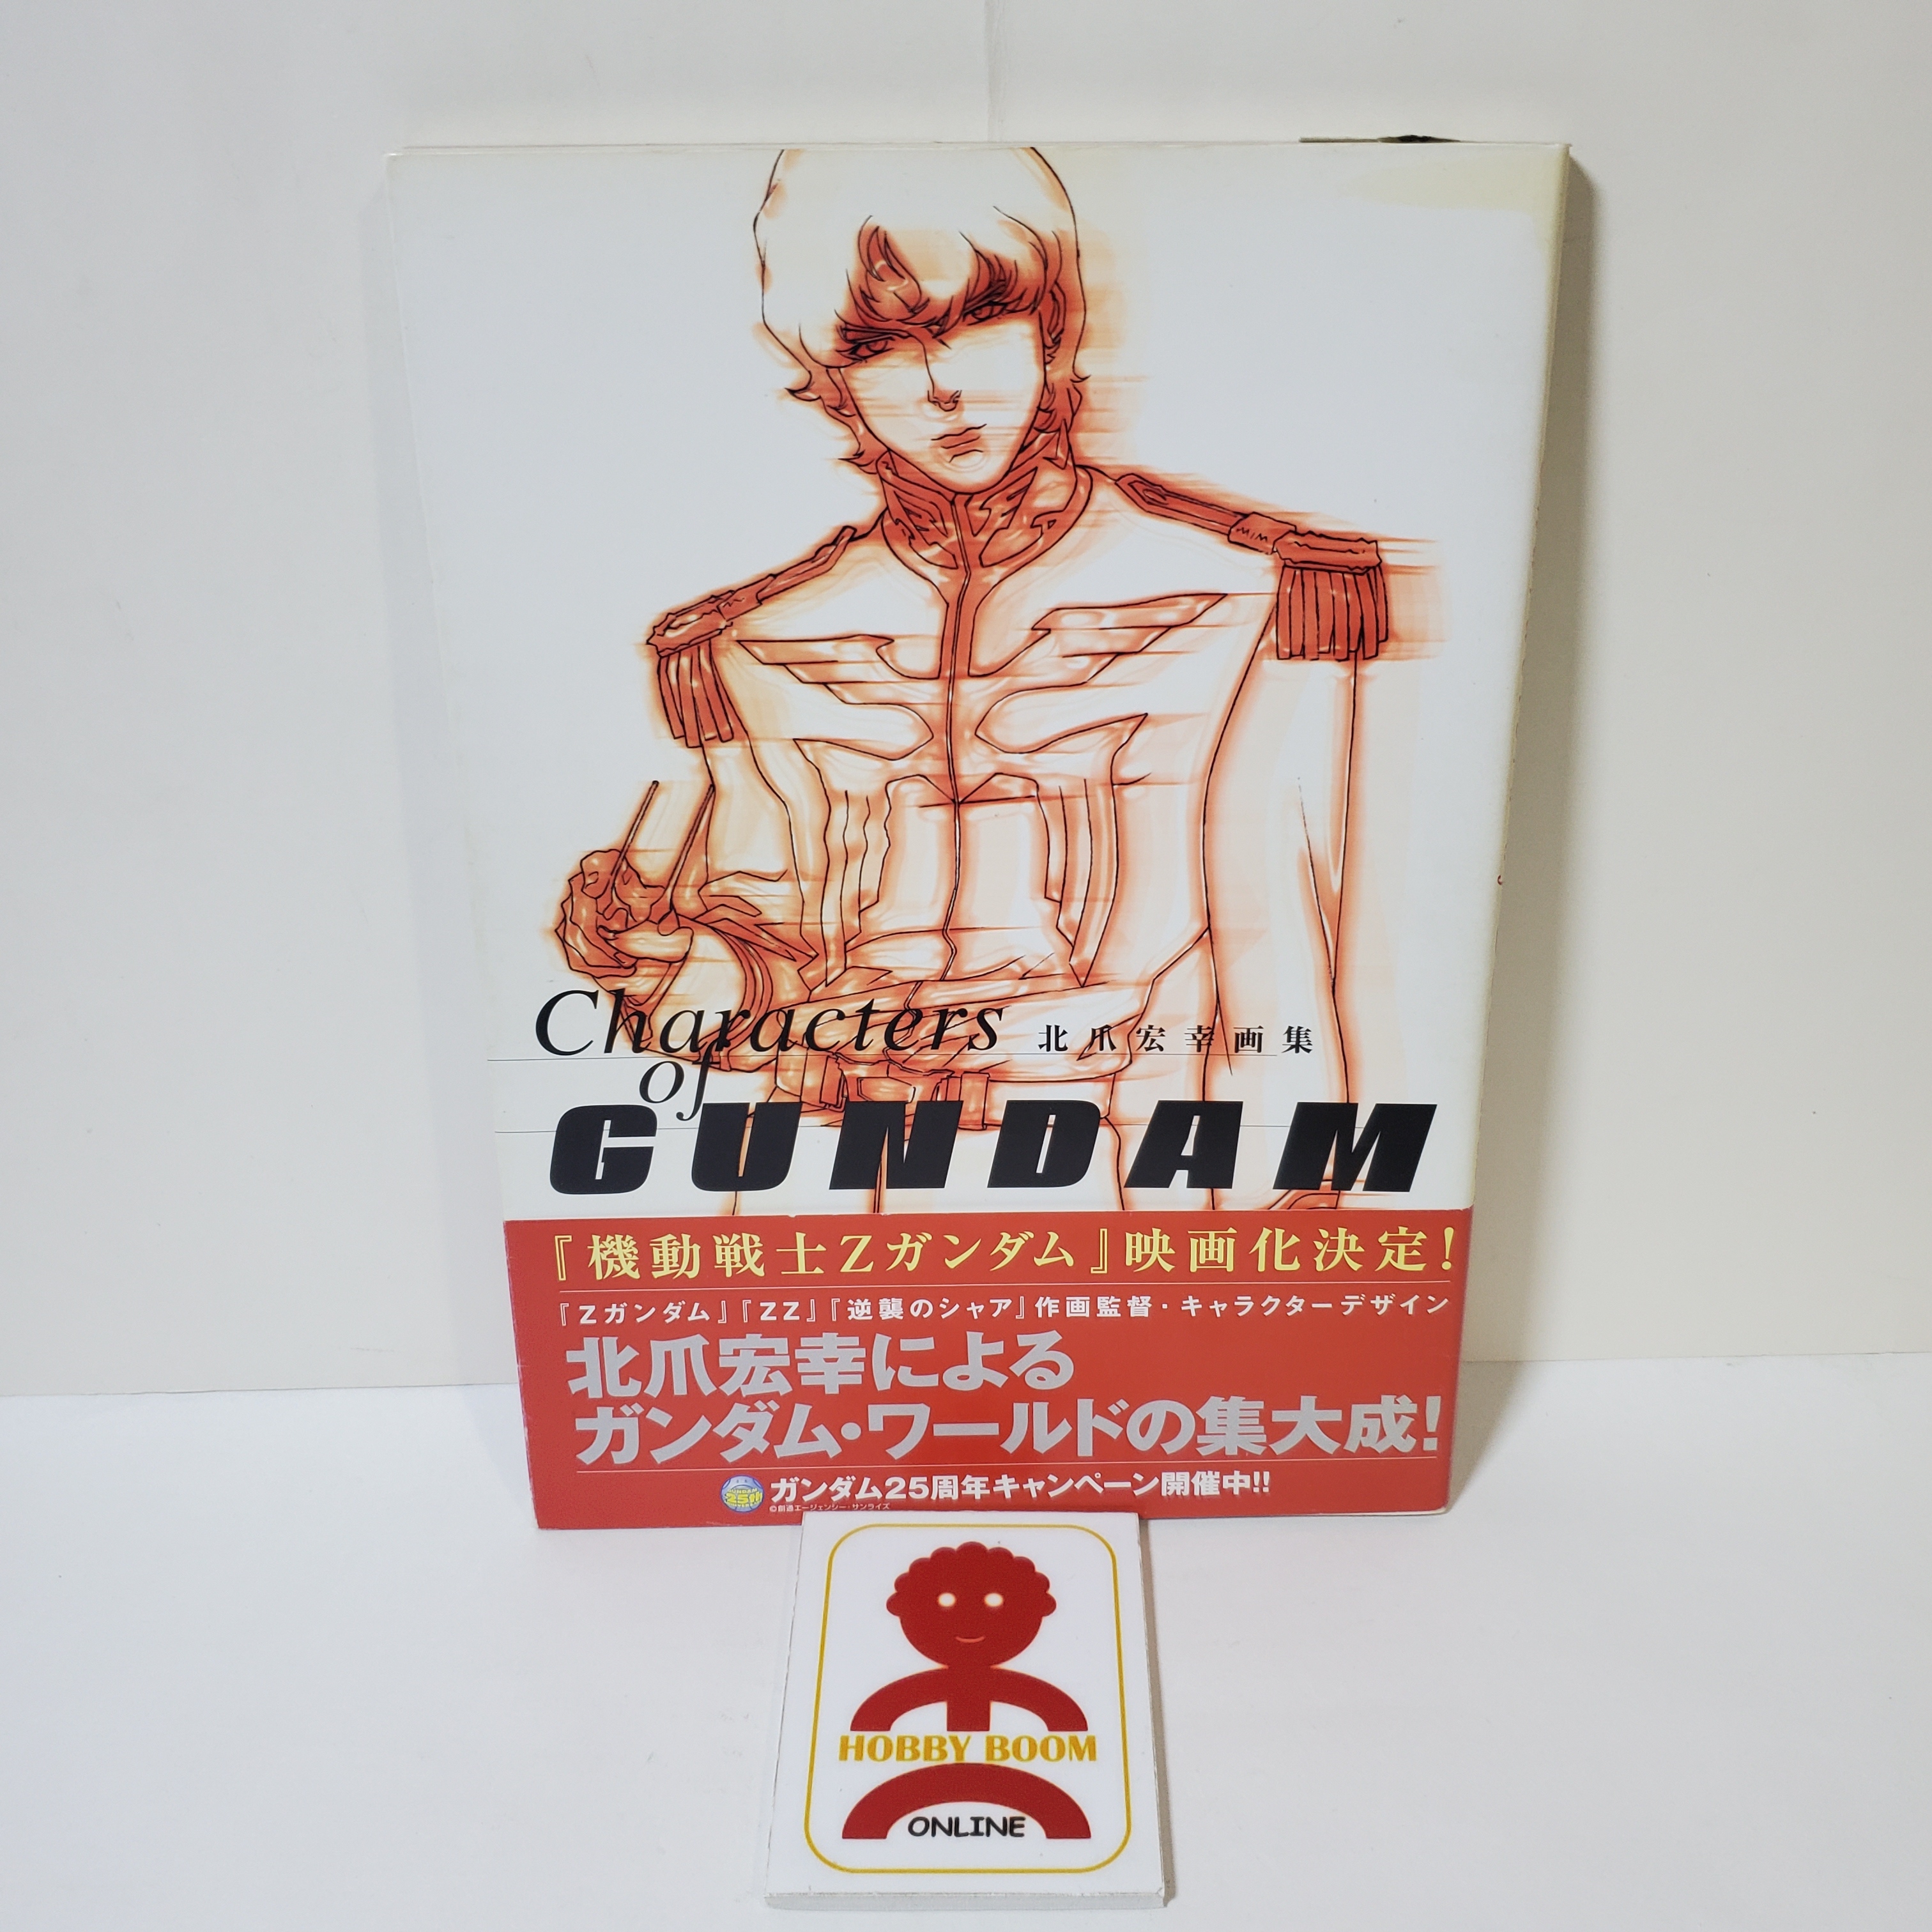 Characters 北爪宏幸画集
of
GUNDAM
『機動戦士Zガンダム』映画化決定!
『Zガンダム』『ZZ』『逆襲のシャア』作画監督・キャラクターデザイン
北爪宏幸による
ガンダム・ワールドの集大成!
ガンダム25周年キャンペーン開催中!!
©創通エージェンシー・サンライズ
HOBBY BOOM
ONLINE